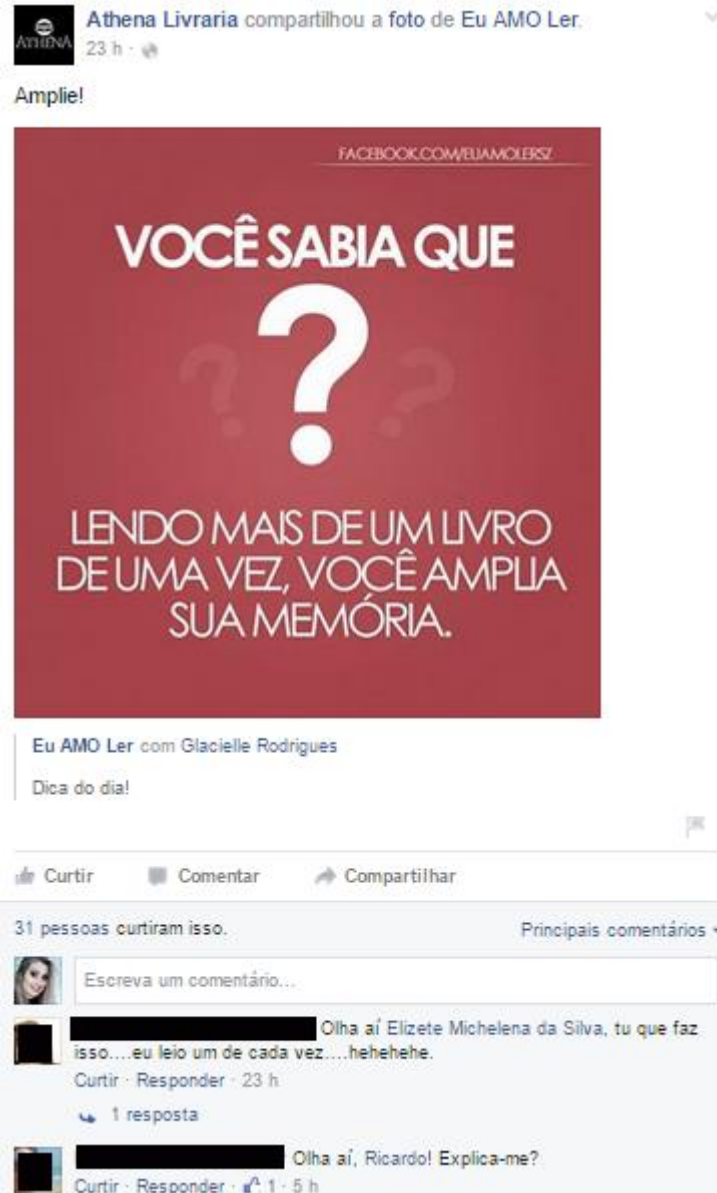 ATHENA
Athena Livraria compartilhou a foto de Eu AMO Ler.
23 h ·
Amplie!
FACEBOOK.COM/EUAMOLERSZ
VOCÊ SABIA QUE
?
? ?
LENDO MAIS DE UM LIVRO
DE UMA VEZ, VOCÊ AMPLIA
SUA MEMÓRIA.
Eu AMO Ler com Glacielle Rodrigues
Dica do dia!
Curtir Comentar Compartilhar
31 pessoas curtiram isso. Principais comentários
Escreva um comentário...
Olha aí Elizete Michelena da Silva, tu que faz
isso....eu leio um de cada vez....hehehehe.
Curtir · Responder · 23 h
1 resposta
Olha aí, Ricardo! Explica-me?
Curtir · Responder · 1 · 5 h